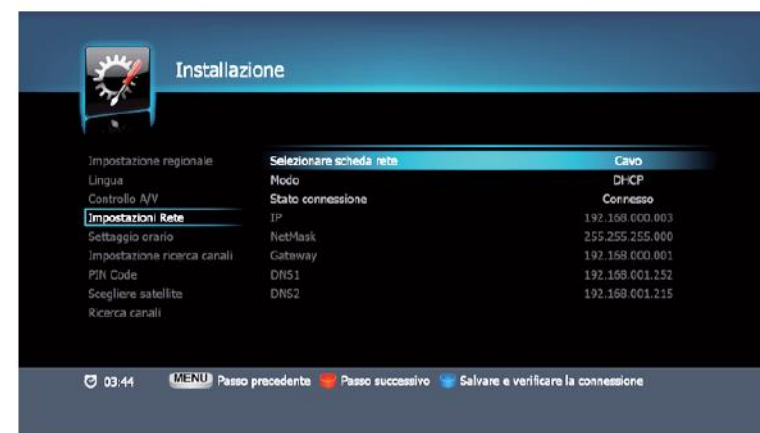 Installazione
Impostazione regionale
Lingua
Controllo A/V
Impostazioni Rete
Settaggio orario
Impostazione ricerca canali
PIN Code
Scegliere satellite
Ricerca canali
Selezionare scheda rete Cavo
Modo DHCP
Stato connessione Connesso
IP 192.168.000.003
NetMask 255.255.255.000
Gateway 192.168.000.001
DNS1 192.168.001.252
DNS2 192.168.001.215
03:44 MENU Passo precedente Passo successivo Salvare e verificare la connessione